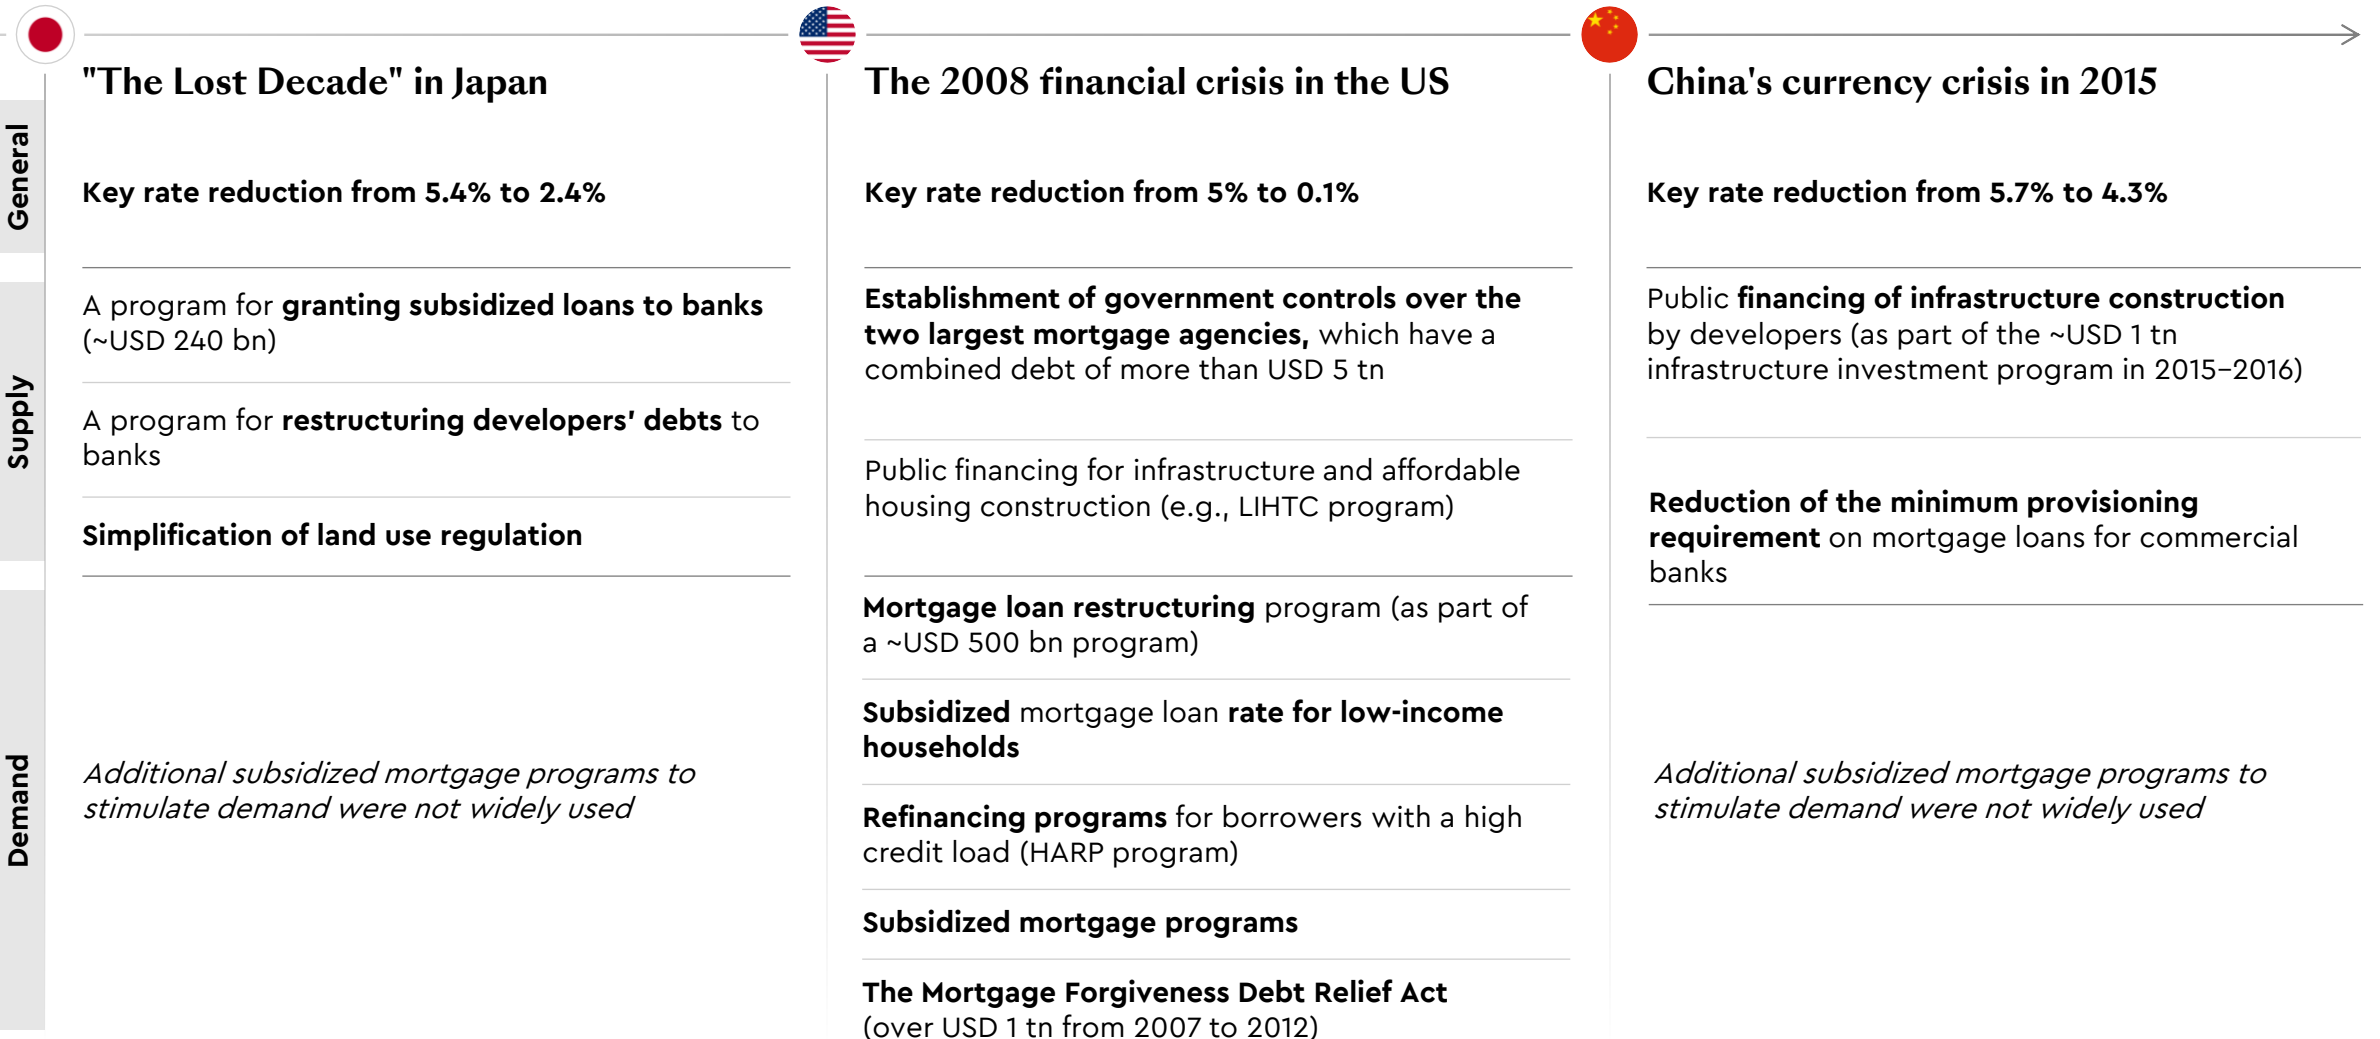 "The Lost Decade" in Japan
The 2008 financial crisis in the US
China's currency crisis in 2015
General
Key rate reduction from 5.4% to 2.4%
Key rate reduction from 5% to 0.1%
Key rate reduction from 5.7% to 4.3%
Supply
A program for granting subsidized loans to banks
(~USD 240 bn)
A program for restructuring developers' debts to
banks
Simplification of land use regulation
Establishment of government controls over the
two largest mortgage agencies, which have a
combined debt of more than USD 5 tn
Public financing for infrastructure and affordable
housing construction (e.g., LIHTC program)
Public financing of infrastructure construction
by developers (as part of the ~USD 1 tn
infrastructure investment program in 2015–2016)
Reduction of the minimum provisioning
requirement on mortgage loans for commercial
banks
Demand
Additional subsidized mortgage programs to
stimulate demand were not widely used
Mortgage loan restructuring program (as part of
a ~USD 500 bn program)
Subsidized mortgage loan rate for low-income
households
Refinancing programs for borrowers with a high
credit load (HARP program)
Subsidized mortgage programs
The Mortgage Forgiveness Debt Relief Act
(over USD 1 tn from 2007 to 2012)
Additional subsidized mortgage programs to
stimulate demand were not widely used